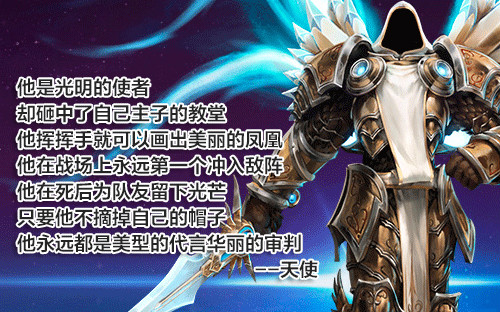 他是光明的使者
却砸中了自己主子的教堂
他挥挥手就可以画出美丽的凤凰
他在战场上永远第一个冲入敌阵
他在死后为队友留下光芒
只要他不摘掉自己的帽子
他永远都是美型的代言华丽的审判
--天使